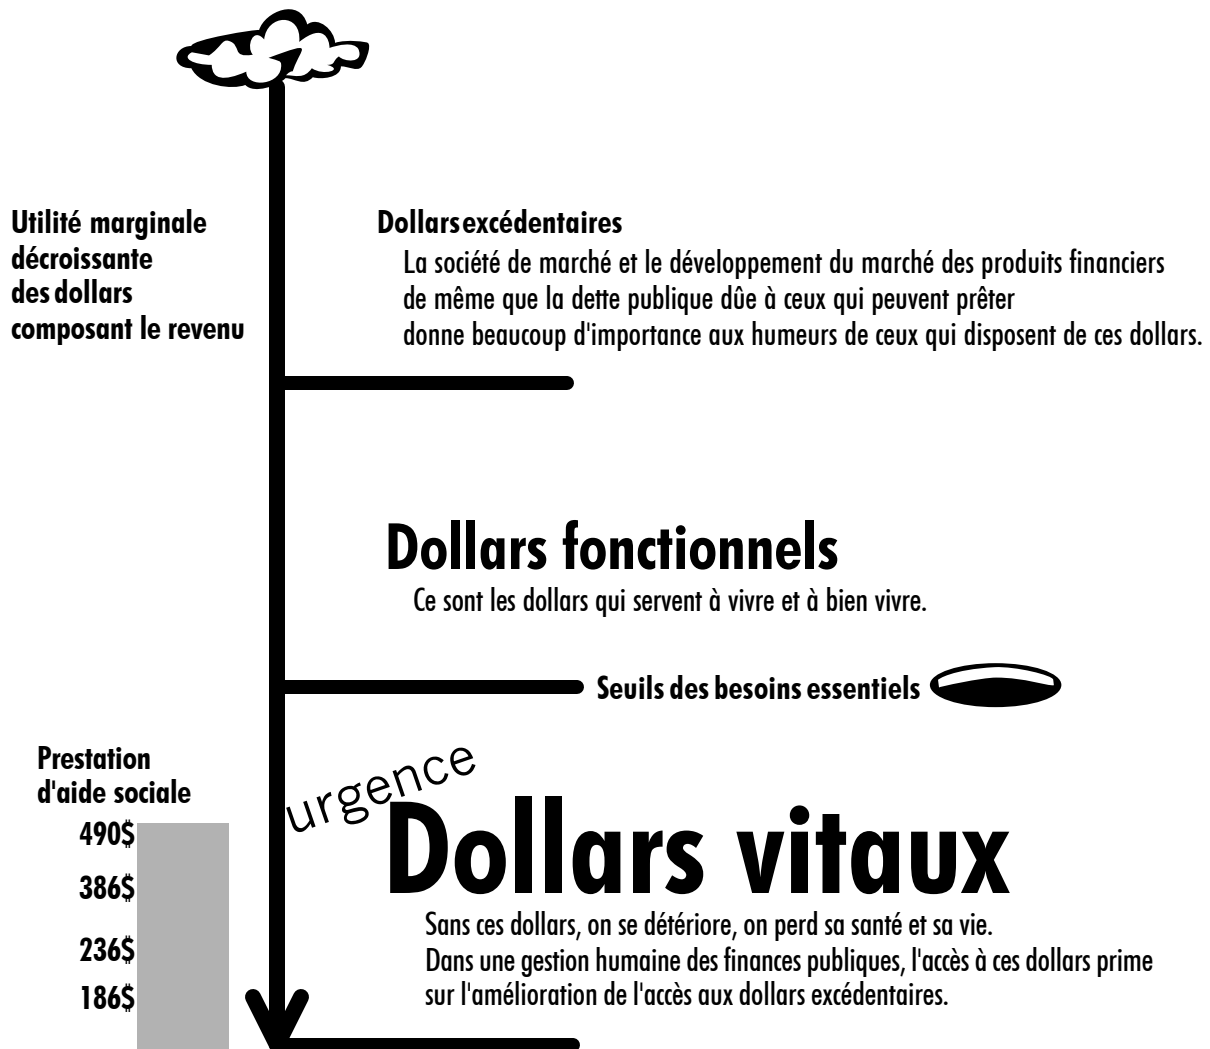 Utilité marginale
décroissante
des dollars
composant le revenu
Dollars excédentaires
La société de marché et le développement du marché des produits financiers
de même que la dette publique dûe à ceux qui peuvent prêter
donne beaucoup d'importance aux humeurs de ceux qui disposent de ces dollars.
Dollars fonctionnels
Ce sont les dollars qui servent à vivre et à bien vivre.
Seuils des besoins essentiels
Prestation
d'aide sociale
490$
386$
236$
186$
urgence
Dollars vitaux
Sans ces dollars, on se détériore, on perd sa santé et sa vie.
Dans une gestion humaine des finances publiques, l'accès à ces dollars prime
sur l'amélioration de l'accès aux dollars excédentaires.